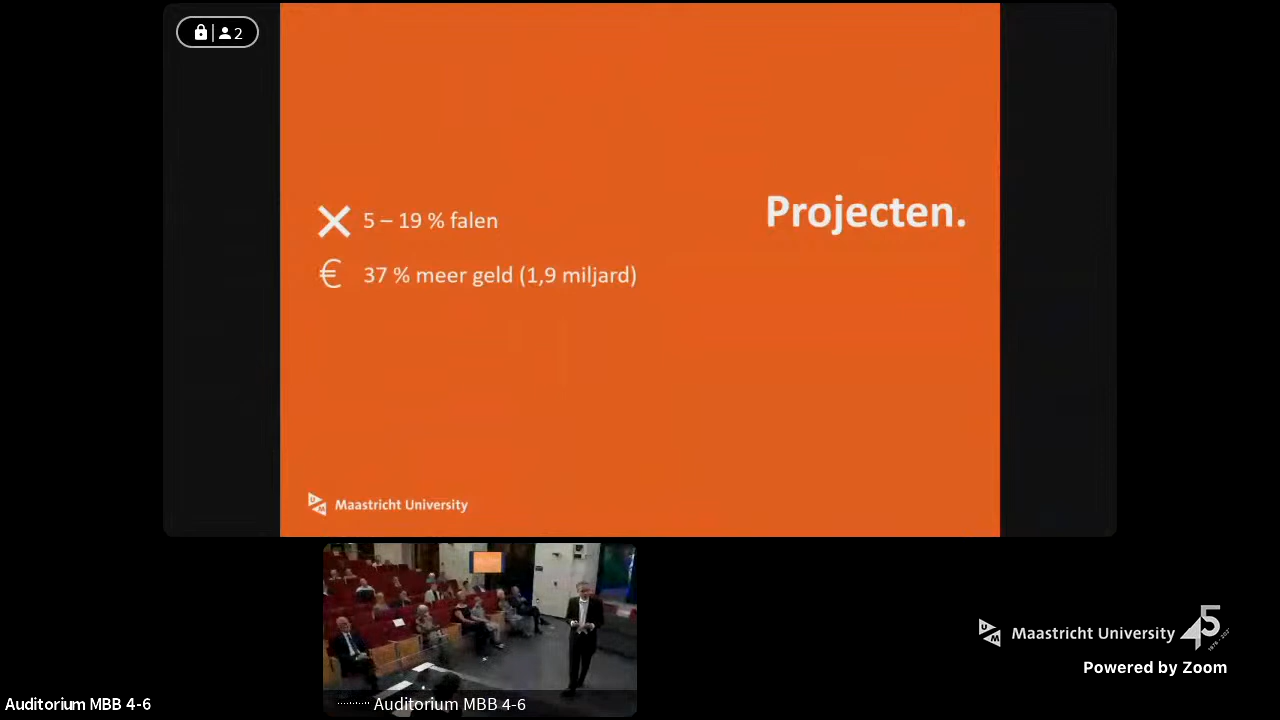 2
Projecten.
5 – 19 % falen
€ 37 % meer geld (1,9 miljard)
Maastricht University
Maastricht University 45
Powered by Zoom
Auditorium MBB 4-6
Auditorium MBB 4-6